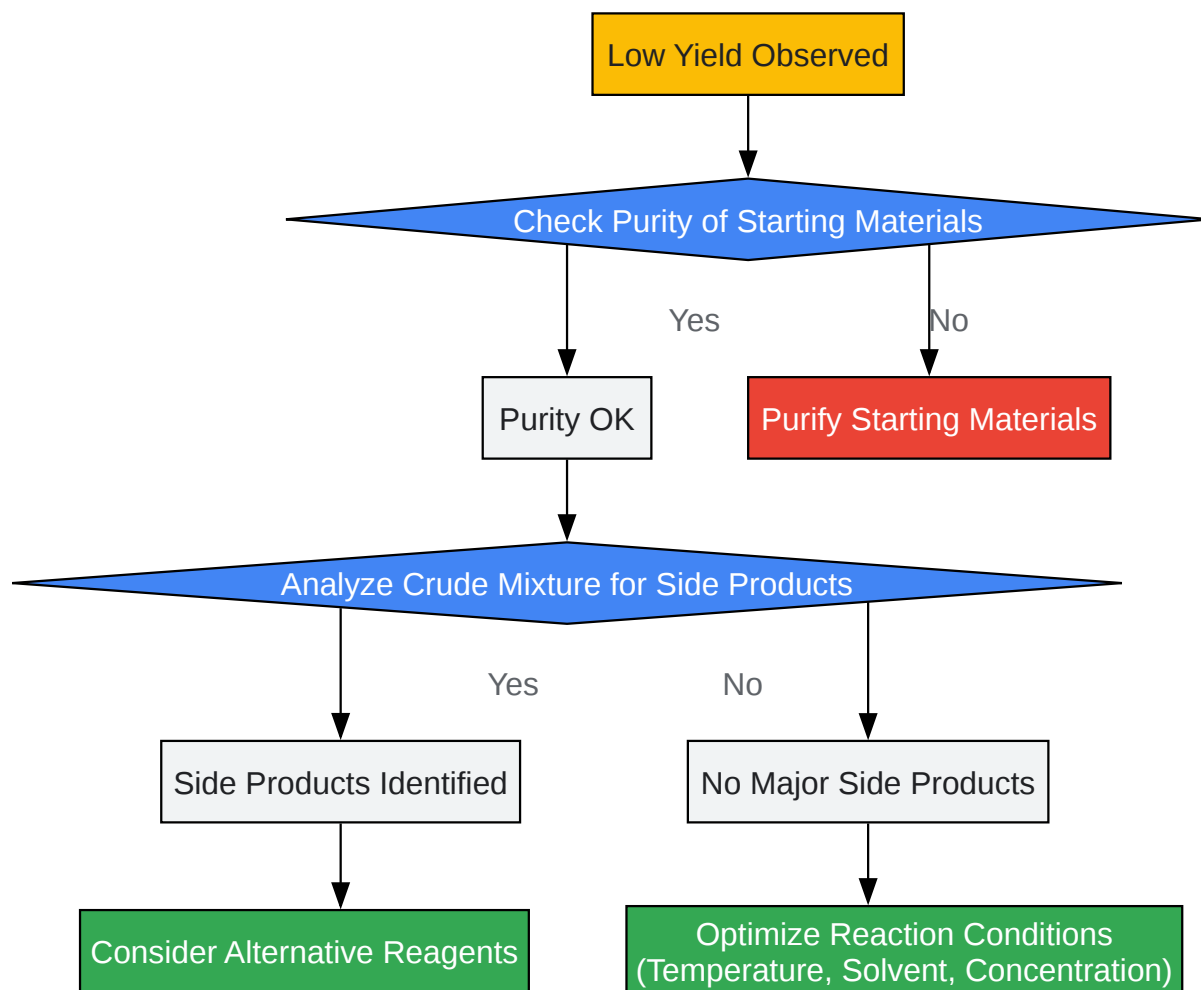 Low Yield Observed
Check Purity of Starting Materials
Yes
No
Purity OK
Purify Starting Materials
Analyze Crude Mixture for Side Products
Yes
No
Side Products Identified
No Major Side Products
Consider Alternative Reagents
Optimize Reaction Conditions
(Temperature, Solvent, Concentration)